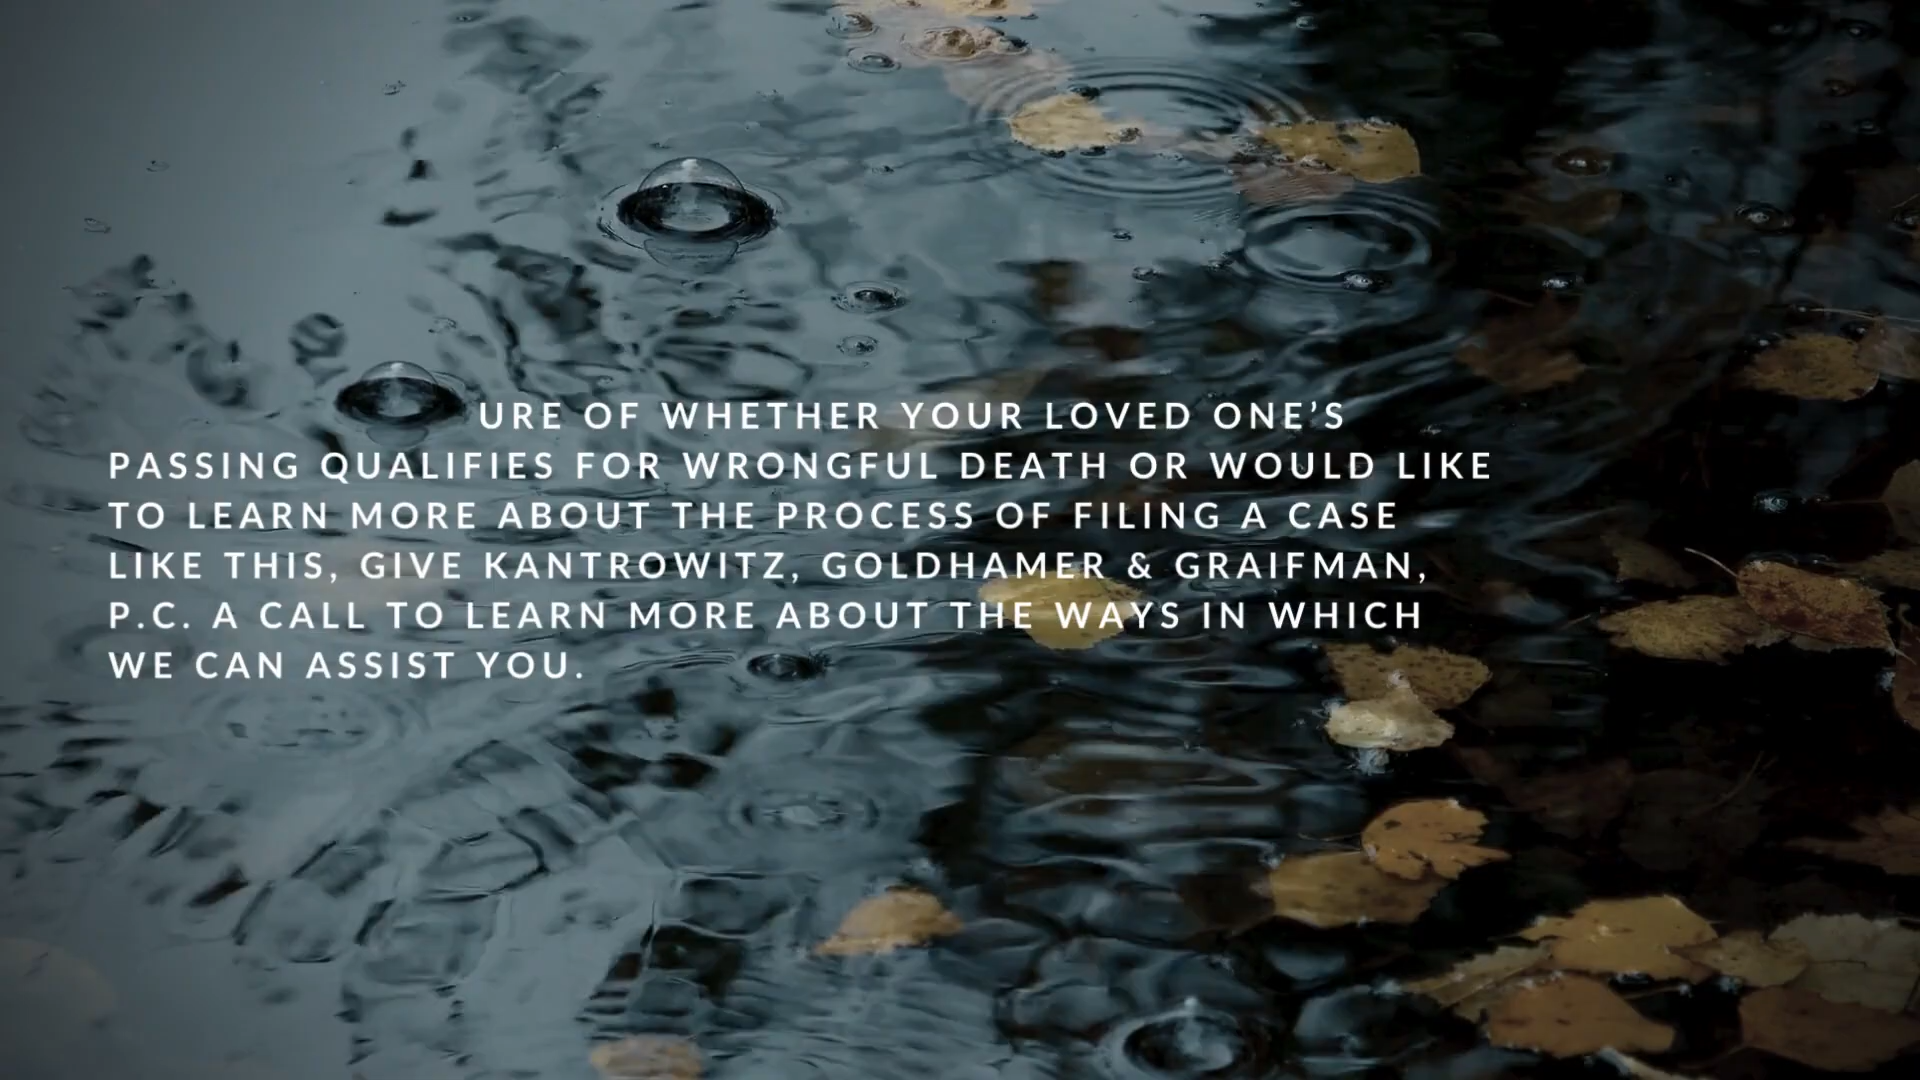 URE OF WHETHER YOUR LOVED ONE'S
PASSING QUALIFIES FOR WRONGFUL DEATH OR WOULD LIKE
TO LEARN MORE ABOUT THE PROCESS OF FILING A CASE
LIKE THIS, GIVE KANTROWITZ, GOLDHAMER & GRAIFMAN,
P.C. A CALL TO LEARN MORE ABOUT THE WAYS IN WHICH
WE CAN ASSIST YOU.